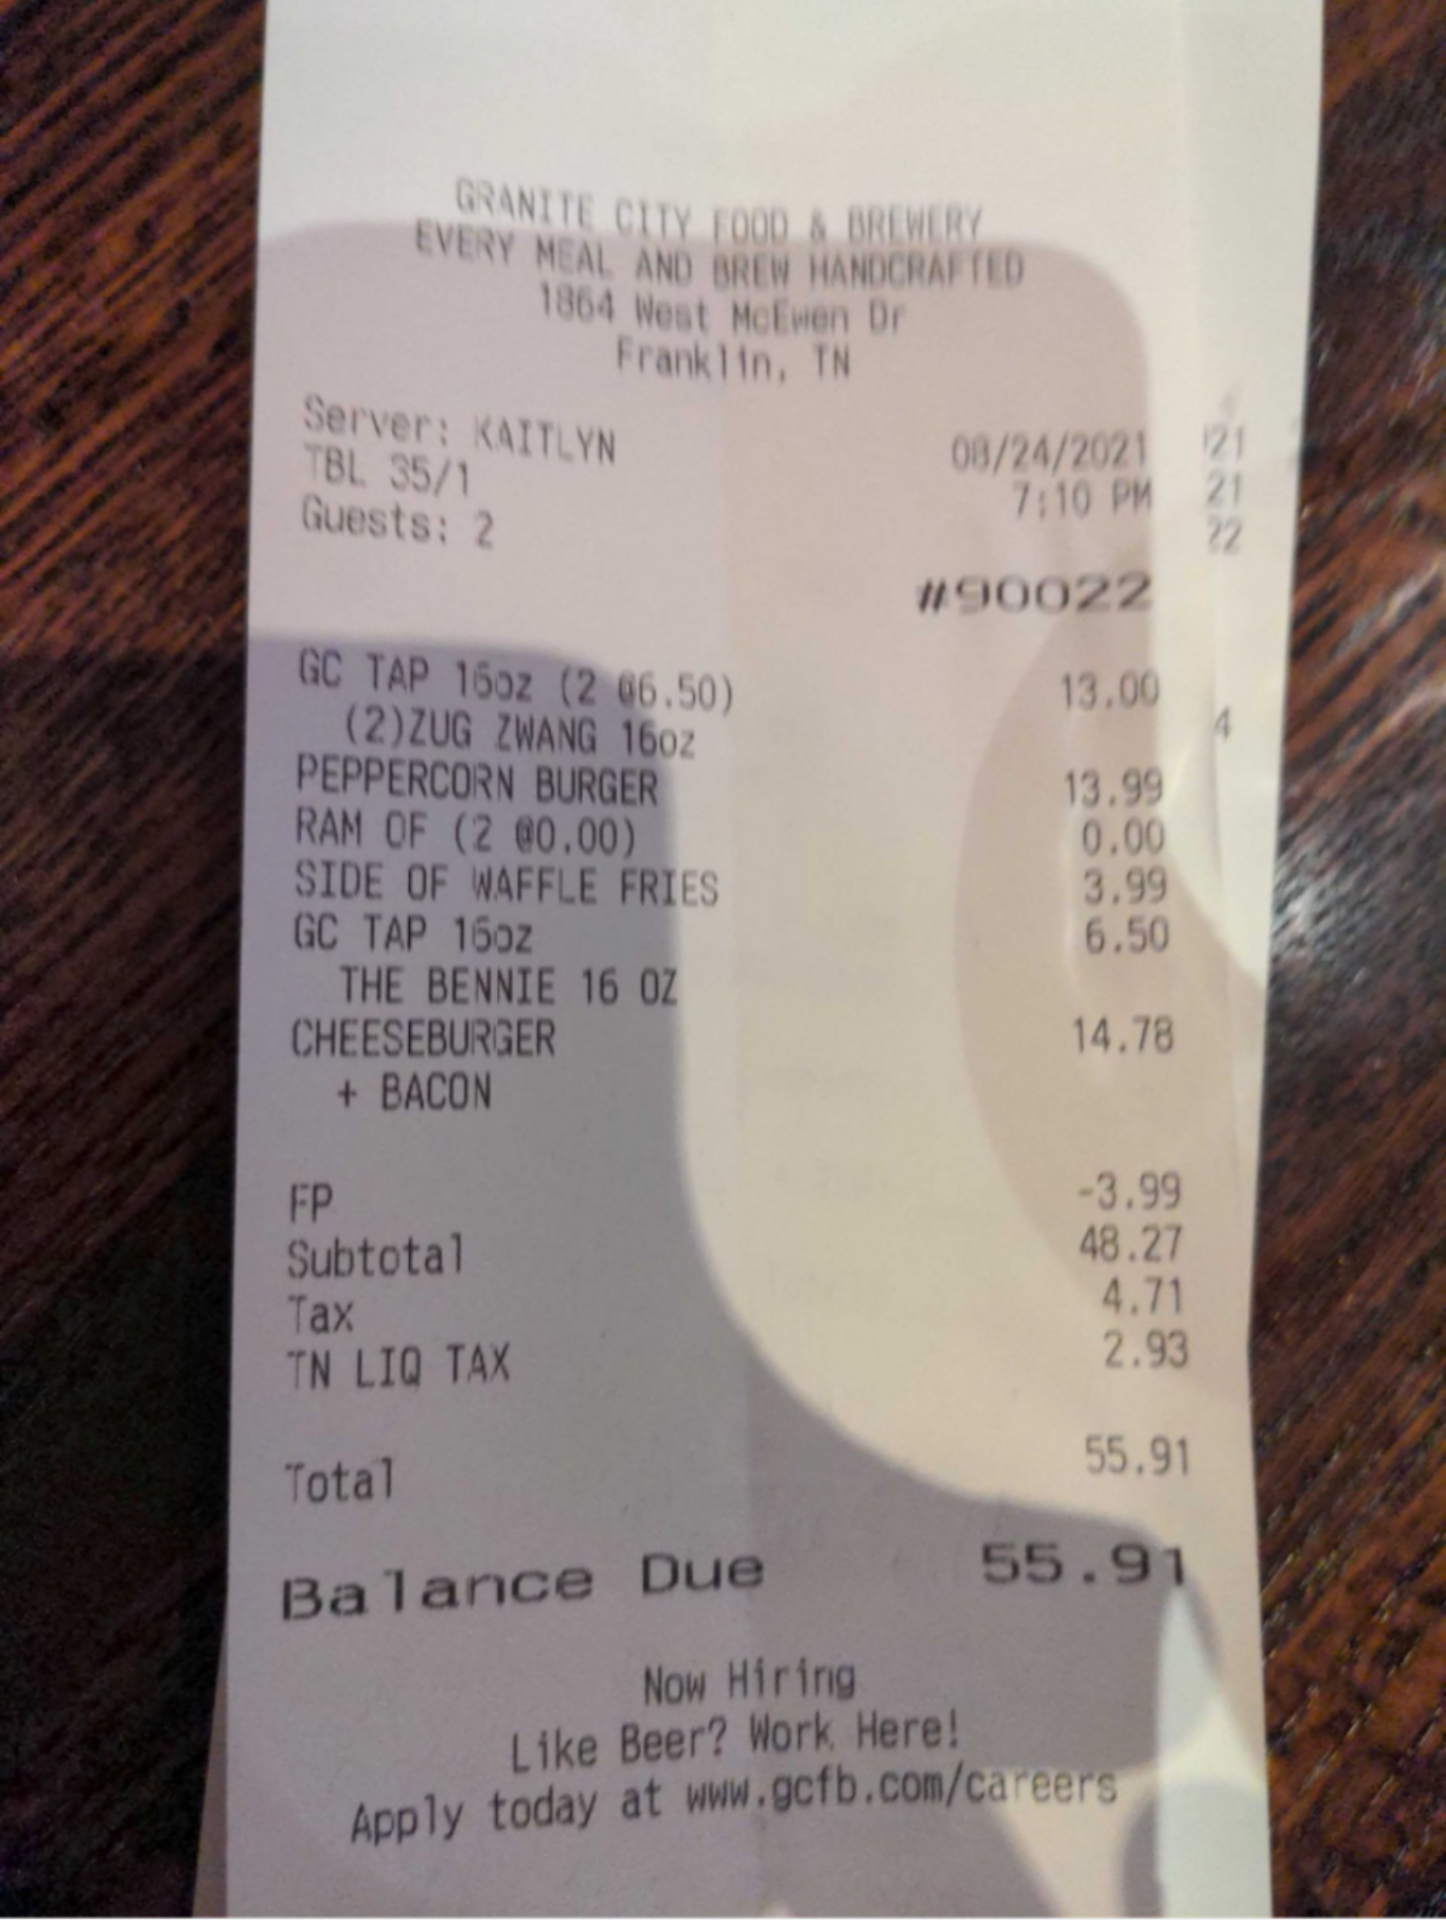 GRANITE CITY FOOD & BREWERY
EVERY MEAL AND BREW HANDCRAFTED
1864 West McEwen Dr
Franklin, TN
Server: KAITLYN 08/24/2021
TBL 35/1 7:10 PM
Guests: 2
#90022
GC TAP 16oz (2 @6.50) 13.00
(2)ZUG ZWANG 16oz
PEPPERCORN BURGER 13.99
RAM OF (2 @0.00) 0.00
SIDE OF WAFFLE FRIES 3.99
GC TAP 16oz 6.50
THE BENNIE 16 OZ
CHEESEBURGER 14.78
+ BACON
FP -3.99
Subtotal 48.27
Tax 4.71
TN LIQ TAX 2.93
Total 55.91
Balance Due 55.91
Now Hiring
Like Beer? Work Here!
Apply today at www.gcfb.com/careers
21
21
22
4